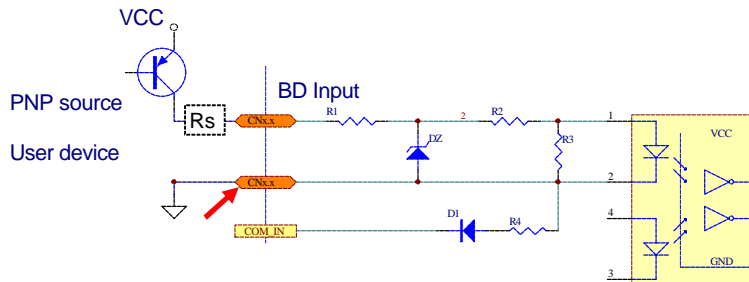 VCC
PNP source
User device
Rs
BD Input
CNx.x
R1
DZ
2
R2
R3
1
VCC
CNx.x
2
COM_IN
D1
R4
4
3
GND